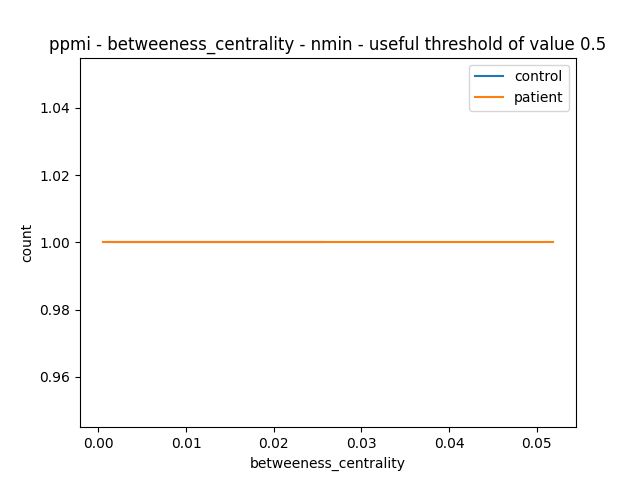 ppmi - betweeness_centrality - nmin - useful threshold of value 0.5
control
patient
1.04
1.02
1.00
0.98
0.96
count
0.00 0.01 0.02 0.03 0.04 0.05
betweeness_centrality